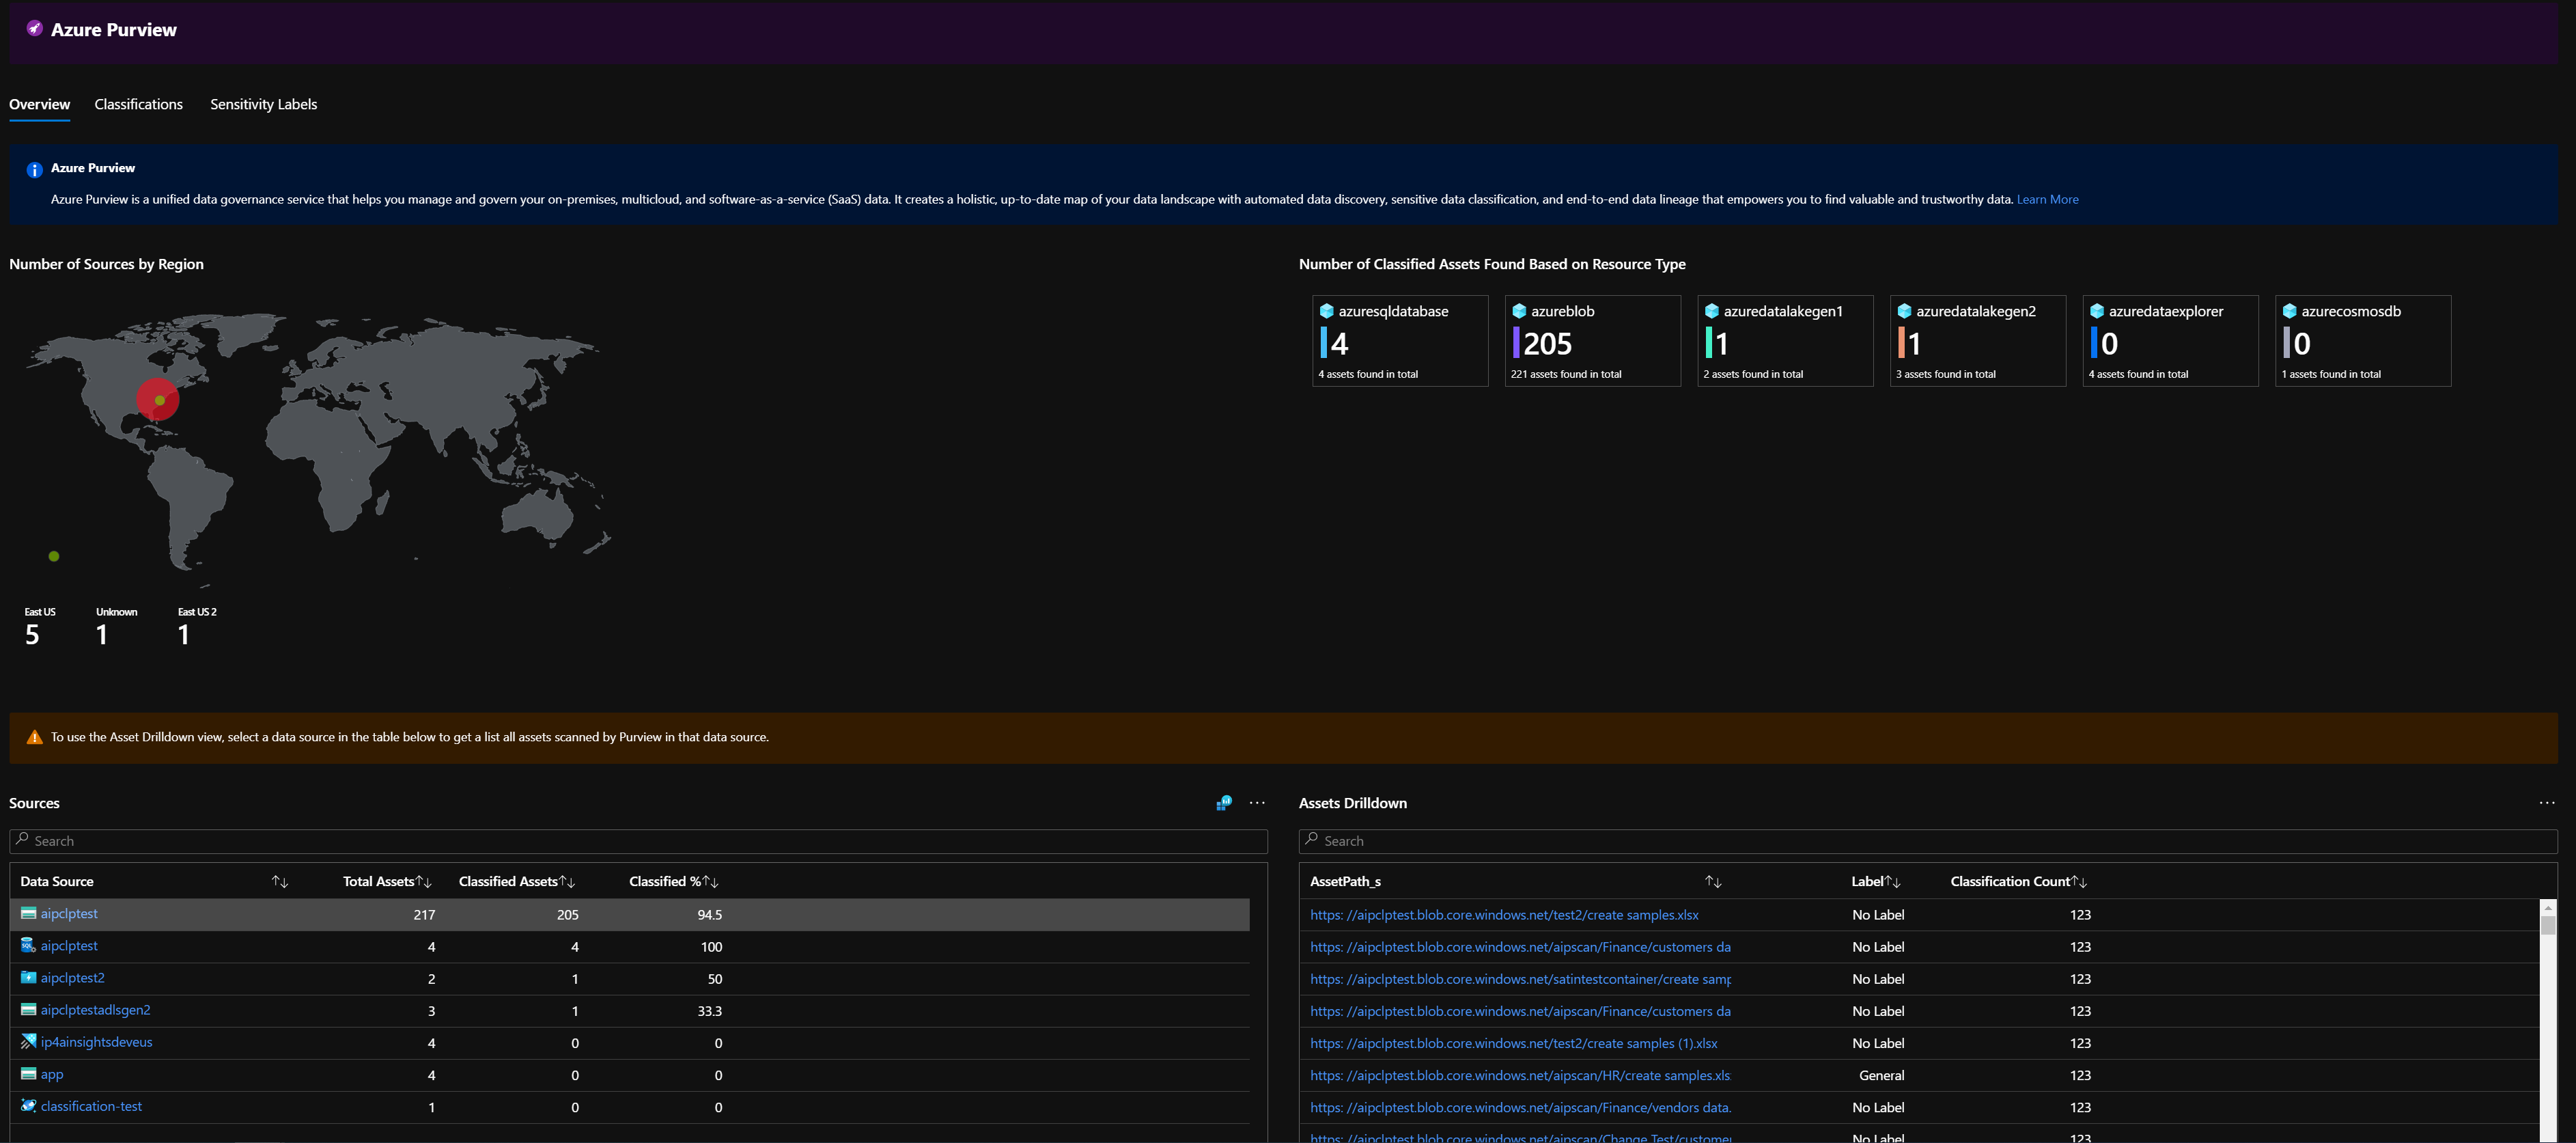 Azure Purview
Overview Classifications Sensitivity Labels
Azure Purview
Azure Purview is a unified data governance service that helps you manage and govern your on-premises, multicloud, and software-as-a-service (SaaS) data. It creates a holistic, up-to-date map of your data landscape with automated data discovery, sensitive data classification, and end-to-end data lineage that empowers you to find valuable and trustworthy data. Learn More
Number of Sources by Region
East US Unknown East US 2
5 1 1
Number of Classified Assets Found Based on Resource Type
azuresqldatabase
4
4 assets found in total
azureblob
205
221 assets found in total
azuredatalakegen1
1
2 assets found in total
azuredatalakegen2
1
3 assets found in total
azuredataexplorer
0
4 assets found in total
azurecosmosdb
0
1 assets found in total
To use the Asset Drilldown view, select a data source in the table below to get a list all assets scanned by Purview in that data source.
Sources
Search
Data Source Total Assets Classified Assets Classified %
aipclptest 217 205 94.5
aipclptest 4 4 100
aipclptest2 2 1 50
aipclptestadlsgen2 3 1 33.3
ip4ainsightsdeveus 4 0 0
app 4 0 0
classification-test 1 0 0
Assets Drilldown
Search
AssetPath_s Label Classification Count
https: //aipclptest.blob.core.windows.net/test2/create samples.xlsx No Label 123
https: //aipclptest.blob.core.windows.net/aipscan/Finance/customers da No Label 123
https: //aipclptest.blob.core.windows.net/satintestcontainer/create samp No Label 123
https: //aipclptest.blob.core.windows.net/aipscan/Finance/customers da No Label 123
https: //aipclptest.blob.core.windows.net/test2/create samples (1).xlsx No Label 123
https: //aipclptest.blob.core.windows.net/aipscan/HR/create samples.xls General 123
https: //aipclptest.blob.core.windows.net/aipscan/Finance/vendors data. No Label 123
https: //aipclptest.blob.core.windows.net/aipscan/Change Test/custome No Label 123